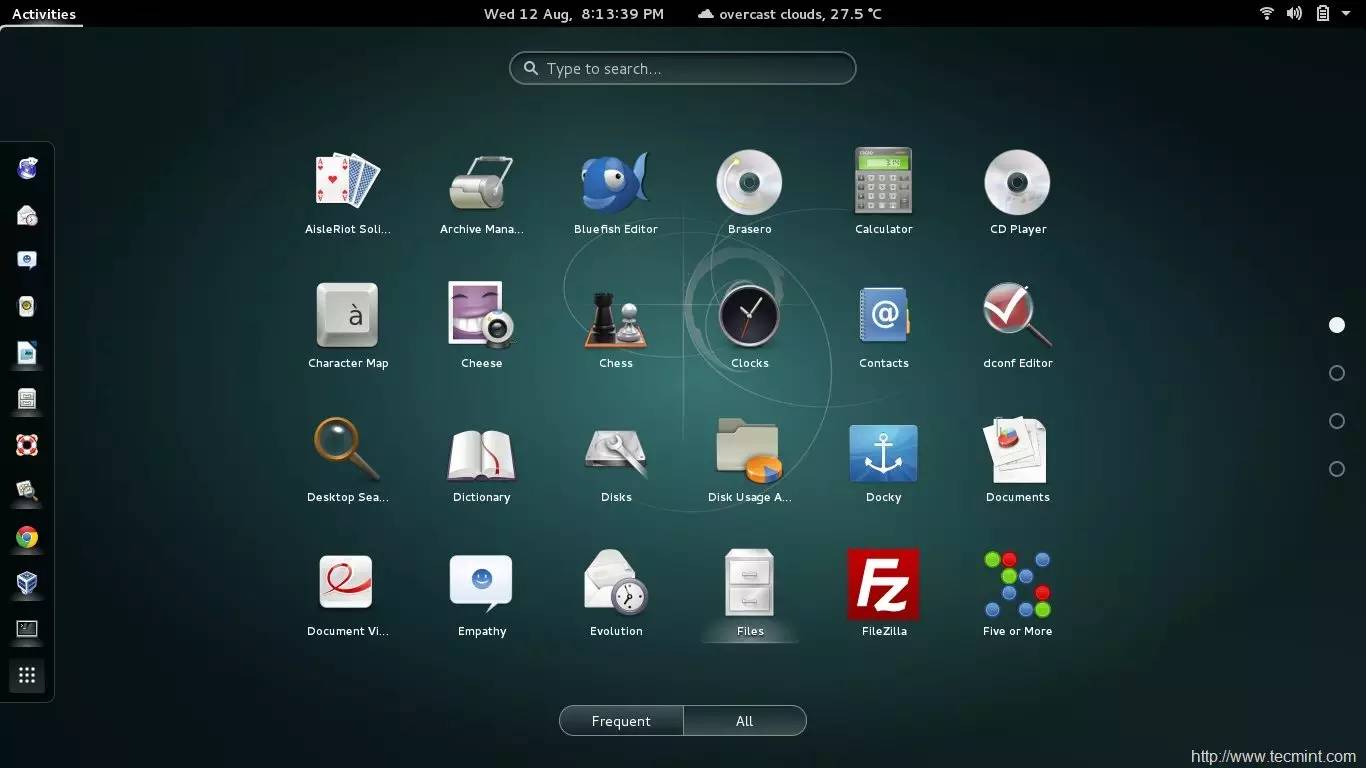 Activities
Wed 12 Aug, 8:13:39 PM
overcast clouds, 27.5 °C
Type to search...
AisleRiot Soli...
Archive Mana...
Bluefish Editor
Brasero
Calculator
CD Player
Character Map
Cheese
Chess
Clocks
Contacts
dconf Editor
Desktop Sea...
Dictionary
Disks
Disk Usage A...
Docky
Documents
Document Vi...
Empathy
Evolution
Files
FileZilla
Five or More
Frequent
All
http://www.tecmint.com